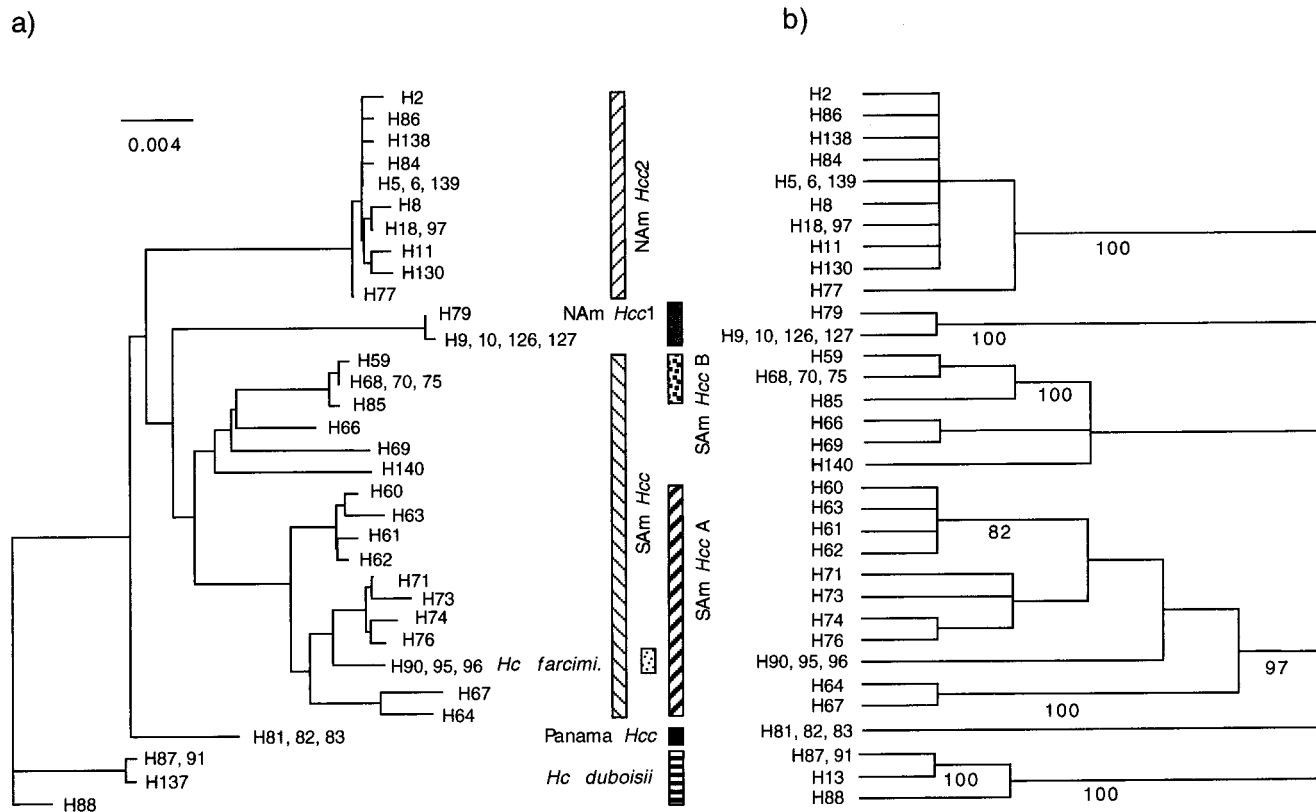 a)
0.004
H2
H86
H138
H84
H5, 6, 139
H8
H18, 97
H11
H130
H77
H79
H9, 10, 126, 127
H59
H68, 70, 75
H85
H66
H69
H140
H60
H63
H61
H62
H71
H73
H74
H76
H90, 95, 96
H67
H64
H81, 82, 83
H87, 91
H137
H88
NAm Hcc2
NAm Hcc1
SAm Hcc B
SAm Hcc
SAm Hcc A
Hc farcimi.
Panama Hcc
Hc duboisii
b)
H2
H86
H138
H84
H5, 6, 139
H8
H18, 97
H11
H130
H77
H79
H9, 10, 126, 127
H59
H68, 70, 75
H85
H66
H69
H140
H60
H63
H61
H62
H71
H73
H74
H76
H90, 95, 96
H64
H67
H81, 82, 83
H87, 91
H13
H88
100
100
100
82
97
100
100
100